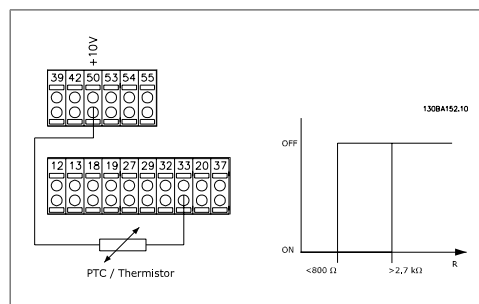 +10V
39 42 50 53 54 55
130BA152.10
OFF
12 13 18 19 27 29 32 33 20 37
ON
R
<800 Ω >2,7 kΩ
PTC / Thermistor